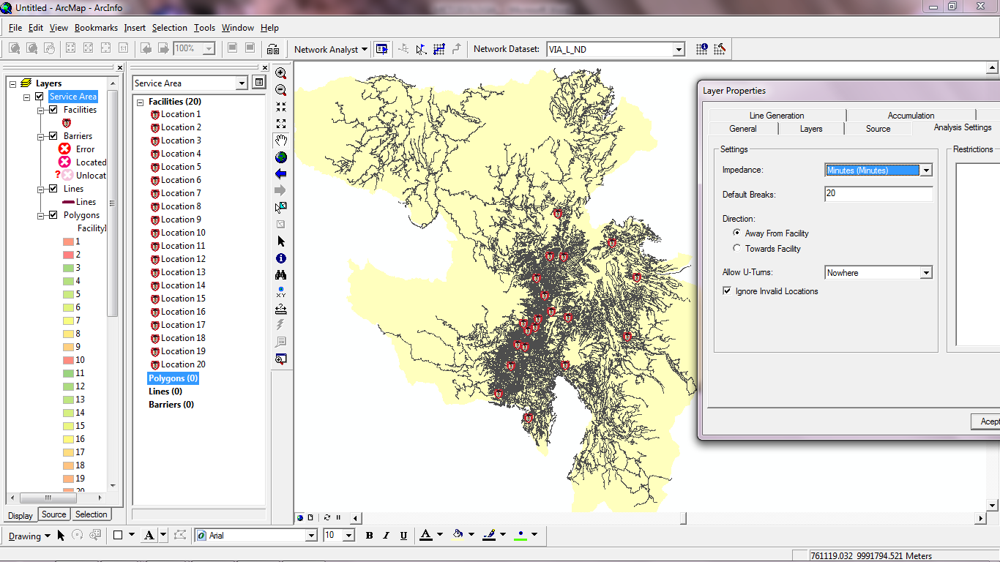 Untitled - ArcMap - ArcInfo
File Edit View Bookmarks Insert Selection Tools Window Help
1:1 100% Network Analyst Network Dataset: VIA_L_ND
Layers
Service Area
Facilities
Barriers
Error
Located
? Unlocat
Lines
Lines
Polygons
FacilityI
1
2
3
4
5
6
7
8
9
10
11
12
13
14
15
16
17
18
19
20
Display Source Selection
Service Area
Facilities (20)
Location 1
Location 2
Location 3
Location 4
Location 5
Location 6
Location 7
Location 8
Location 9
Location 10
Location 11
Location 12
Location 13
Location 14
Location 15
Location 16
Location 17
Location 18
Location 19
Location 20
Polygons (0)
Lines (0)
Barriers (0)
XY
Layer Properties
Line Generation Accumulation
General Layers Source Analysis Settings
Settings
Impedance: Minutes (Minutes)
Default Breaks: 20
Direction:
Away From Facility
Towards Facility
Allow U-Turns: Nowhere
Ignore Invalid Locations
Restrictions
Acept
Drawing A Arial 10 B I U A
761119.032 9991794.521 Meters